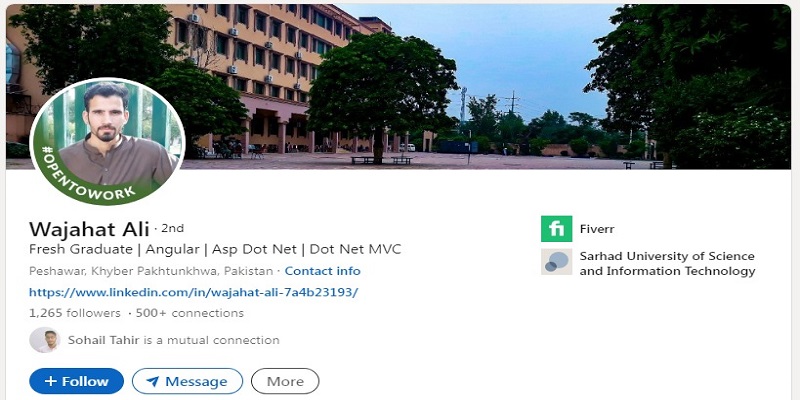 #OPENTOWORK
Wajahat Ali · 2nd
Fresh Graduate | Angular | Asp Dot Net | Dot Net MVC
Peshawar, Khyber Pakhtunkhwa, Pakistan · Contact info
https://www.linkedin.com/in/wajahat-ali-7a4b23193/
1,265 followers · 500+ connections
Sohail Tahir is a mutual connection
+ Follow
Message
More
fi
Fiverr
Sarhad University of Science
and Information Technology